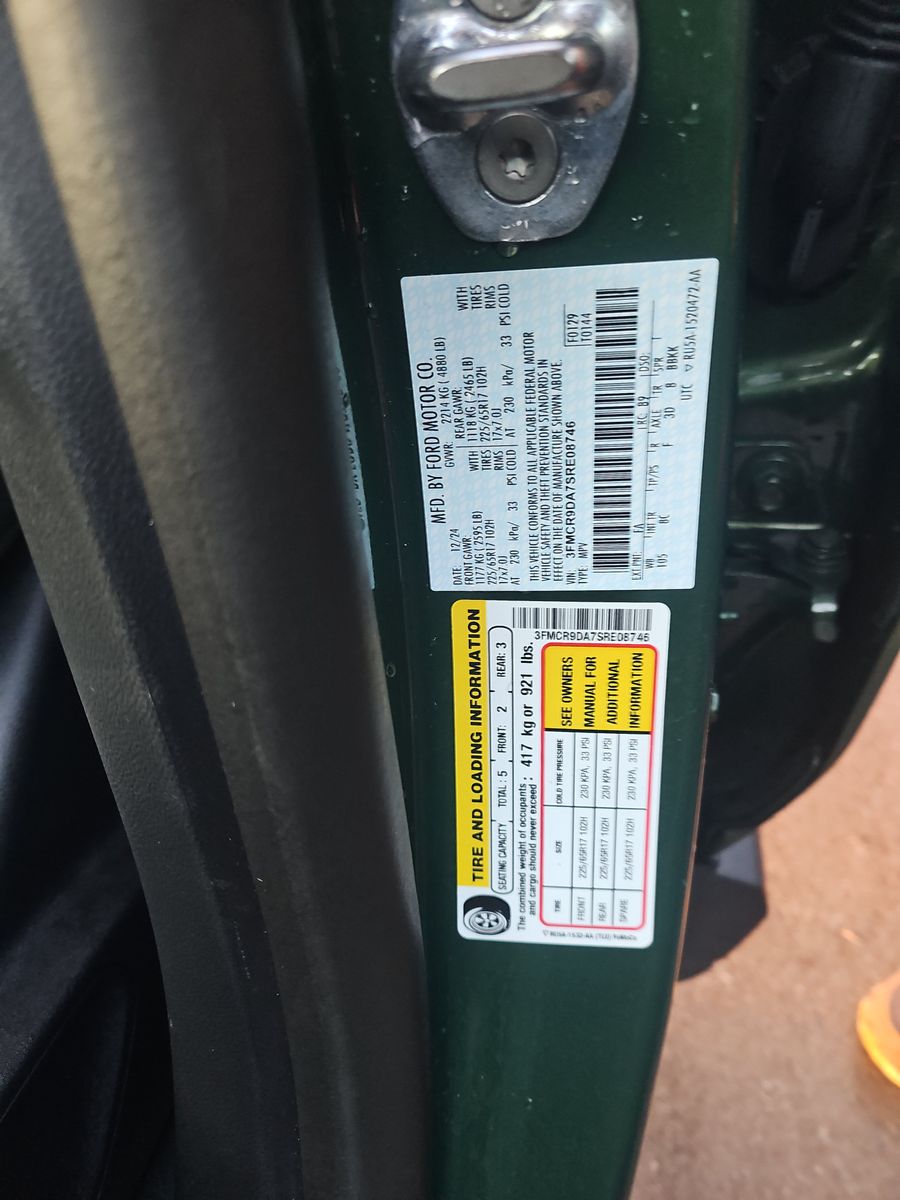 MFD. BY FORD MOTOR CO.
DATE: 12/24 GVWR: 2214 KG ( 4880 LB)
FRONT GAWR: REAR GAWR: WITH
1177 KG ( 2595 LB) WITH 1118 KG ( 2465 LB) TIRES
225/65R17 102H TIRES 225/65R17 102H RIMS
17x7.0J RIMS 17x7.0J
AT 230 kPa/ 33 PSI COLD AT 230 kPa/ 33 PSI COLD
THIS VEHICLE CONFORMS TO ALL APPLICABLE FEDERAL MOTOR
VEHICLE SAFETY AND THEFT PREVENTION STANDARDS IN
EFFECT ON THE DATE OF MANUFACTURE SHOWN ABOVE.
VIN: 3FMCR9DA7SRE08746 F0129
TYPE: MPV T0144
EXT PNT: EA RC: B9 DSO:
WB INT TR TP/PS R AXLE TR SPR
105 BC F 3D B BBKK
UTC ▽ RU5A-1520472-AA
TIRE AND LOADING INFORMATION
SEATING CAPACITY TOTAL : 5 FRONT: 2 REAR: 3
The combined weight of occupants and cargo should never exceed : 417 kg or 921 lbs.
3FMCR9DA7SRE08746
TIRE SIZE COLD TIRE PRESSURE
FRONT 225/65R17 102H 230 KPA, 33 PSI
REAR 225/65R17 102H 230 KPA, 33 PSI
SPARE 225/65R17 102H 230 KPA, 33 PSI
SEE OWNERS
MANUAL FOR
ADDITIONAL
INFORMATION